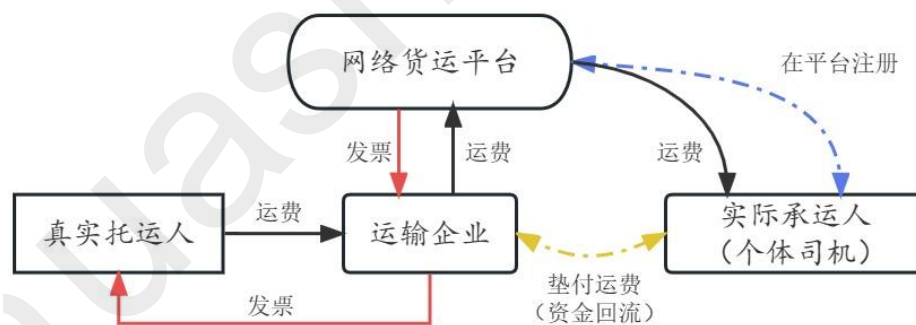 网络货运平台
在平台注册
发票
运费
运费
真实托运人
运费
运输企业
实际承运人
(个体司机)
垫付运费
(资金回流)
发票